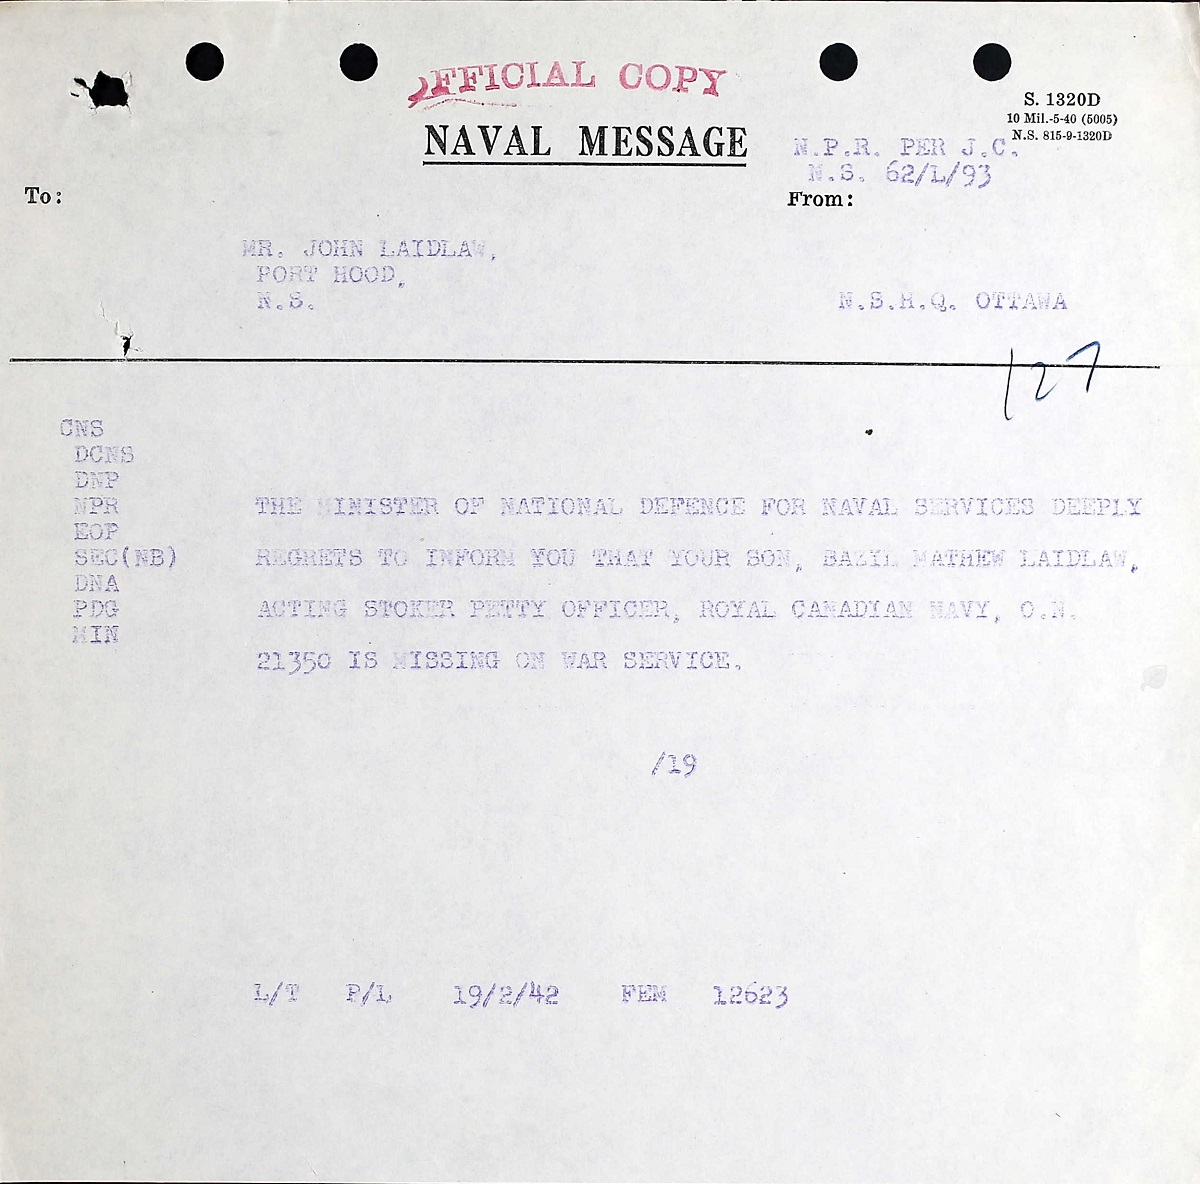 OFFICIAL COPY
S. 1320D
10 Mil.-5-40 (5005)
N.S. 815-9-1320D
NAVAL MESSAGE
N.P.R. PER J.C.
N.S. 62/L/93
To:
From:
MR. JOHN LAIDLAW,
PORT HOOD,
N.S.
N.S.H.Q. OTTAWA
127
CNS
DCNS
DNP
NPR
EOP
SEC(NB)
DNA
PDG
MIN
THE MINISTER OF NATIONAL DEFENCE FOR NAVAL SERVICES DEEPLY
REGRETS TO INFORM YOU THAT YOUR SON, BAZIL MATHEW LAIDLAW,
ACTING STOKER PETTY OFFICER, ROYAL CANADIAN NAVY, O.N.
21350 IS MISSING ON WAR SERVICE.
/19
L/T P/L 19/2/42 FEM 12623